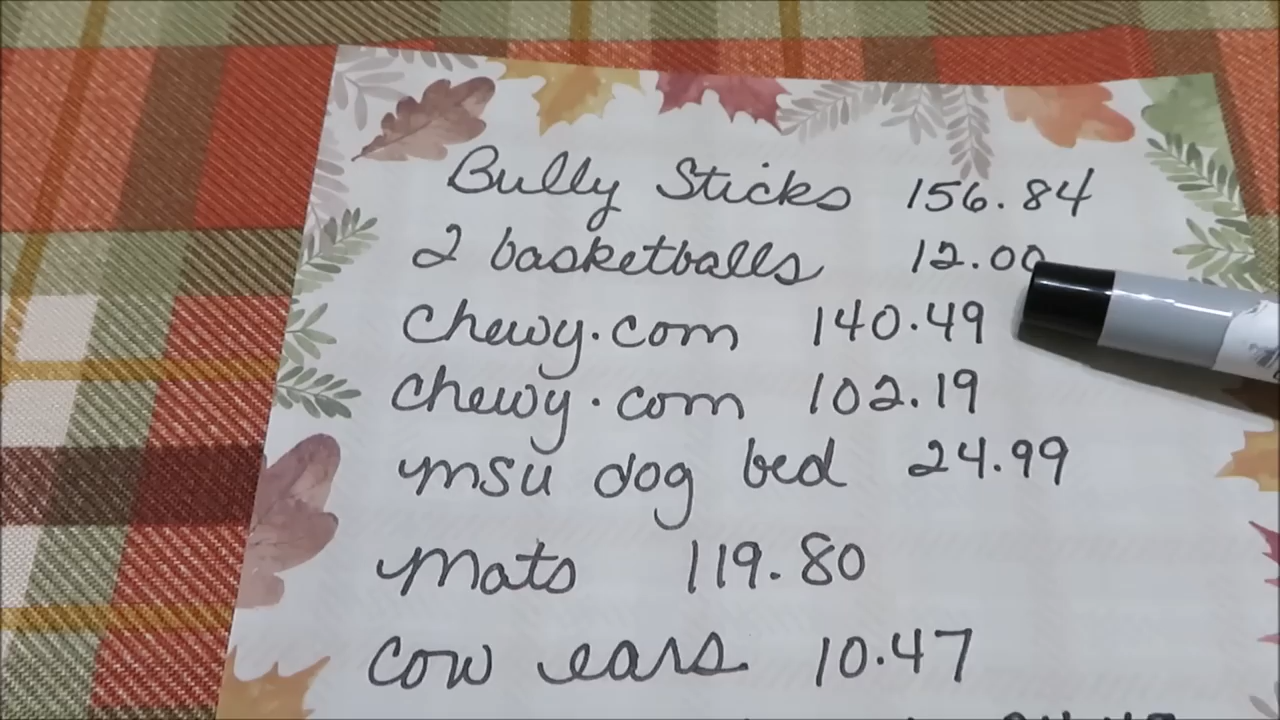 Bully Sticks 156.84
2 basketballs 12.00
Chewy.com 140.49
Chewy.com 102.19
msu dog bed 24.99
Mats 119.80
Cow ears 10.47